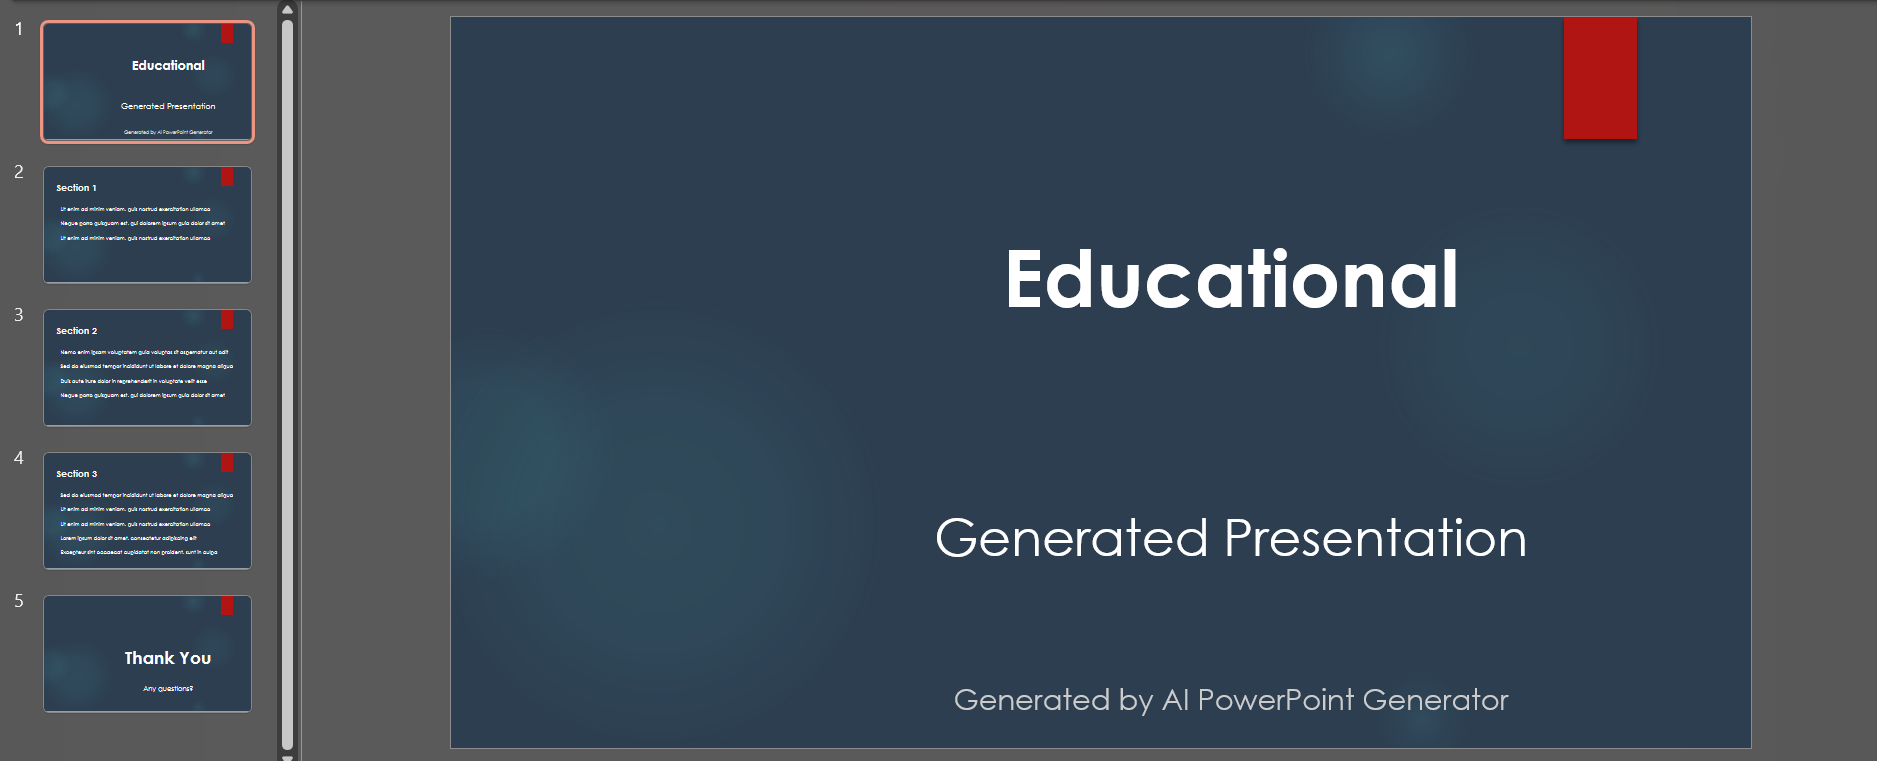 1
Educational
Generated Presentation
Generated by AI PowerPoint Generator
2
Section 1
Ut enim ad minim veniam, quis nostrud exercitation ullamco
Neque porro quisquam est, qui dolorem ipsum quia dolor sit amet
Ut enim ad minim veniam, quis nostrud exercitation ullamco
3
Section 2
Nemo enim ipsam voluptatem quia voluptas sit aspernatur aut odit
Sed do eiusmod tempor incididunt ut labore et dolore magna aliqua
Duis aute irure dolor in reprehenderit in voluptate velit esse
Neque porro quisquam est, qui dolorem ipsum quia dolor sit amet
4
Section 3
Sed do eiusmod tempor incididunt ut labore et dolore magna aliqua
Ut enim ad minim veniam, quis nostrud exercitation ullamco
Ut enim ad minim veniam, quis nostrud exercitation ullamco
Lorem ipsum dolor sit amet, consectetur adipiscing elit
Excepteur sint occaecat cupidatat non proident, sunt in culpa
5
Thank You
Any questions?
Educational
Generated Presentation
Generated by AI PowerPoint Generator